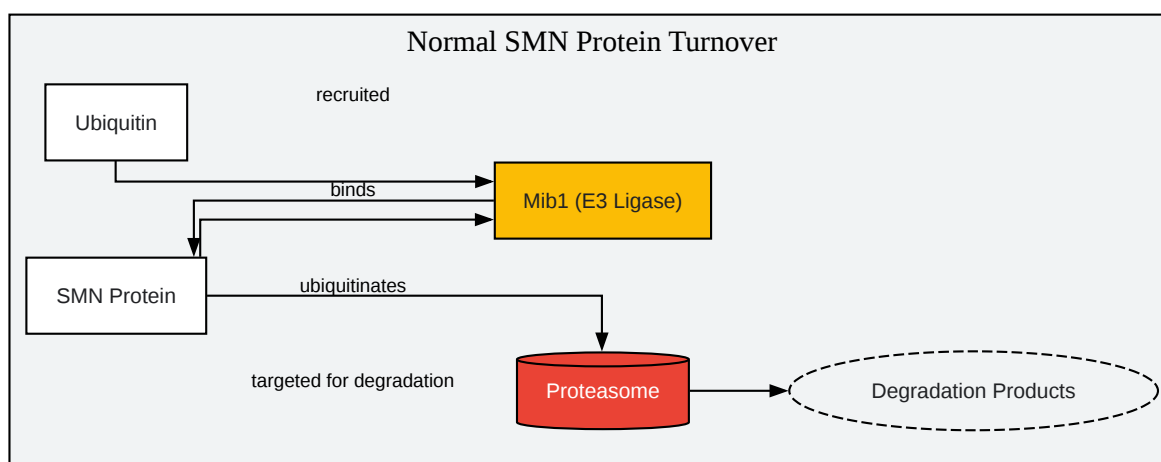 Normal SMN Protein Turnover
recruited
Ubiquitin
binds
Mib1 (E3 Ligase)
SMN Protein
ubiquitinates
targeted for degradation
Proteasome
Degradation Products